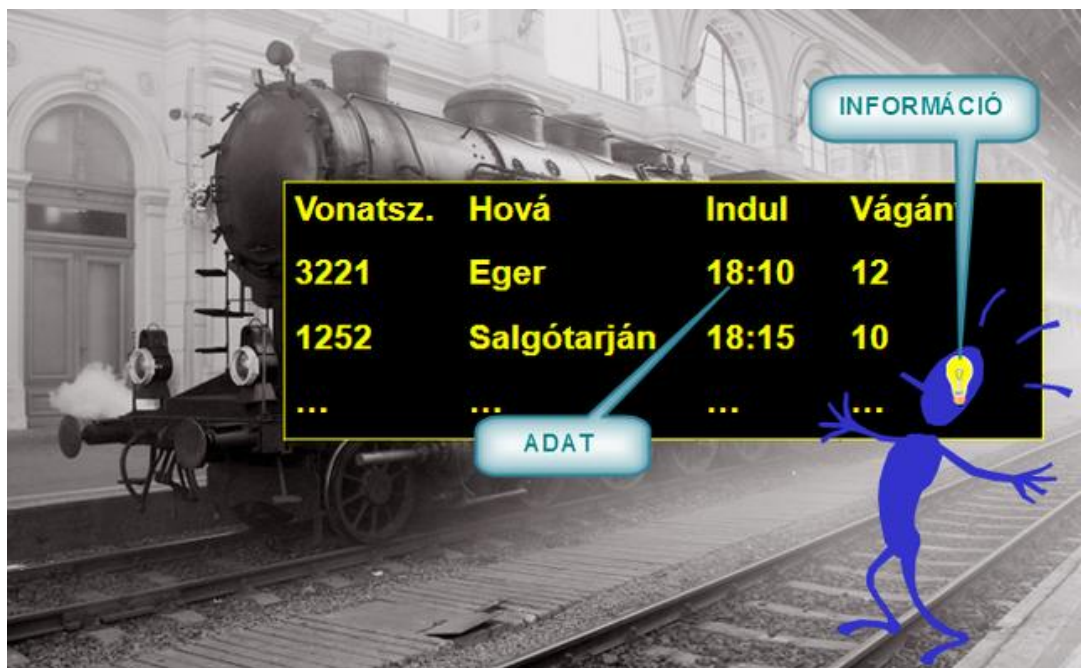 INFORMÁCIÓ
Vonatsz. Hová Indul Vágán
3221 Eger 18:10 12
1252 Salgótarján 18:15 10
... ... ... ...
ADAT